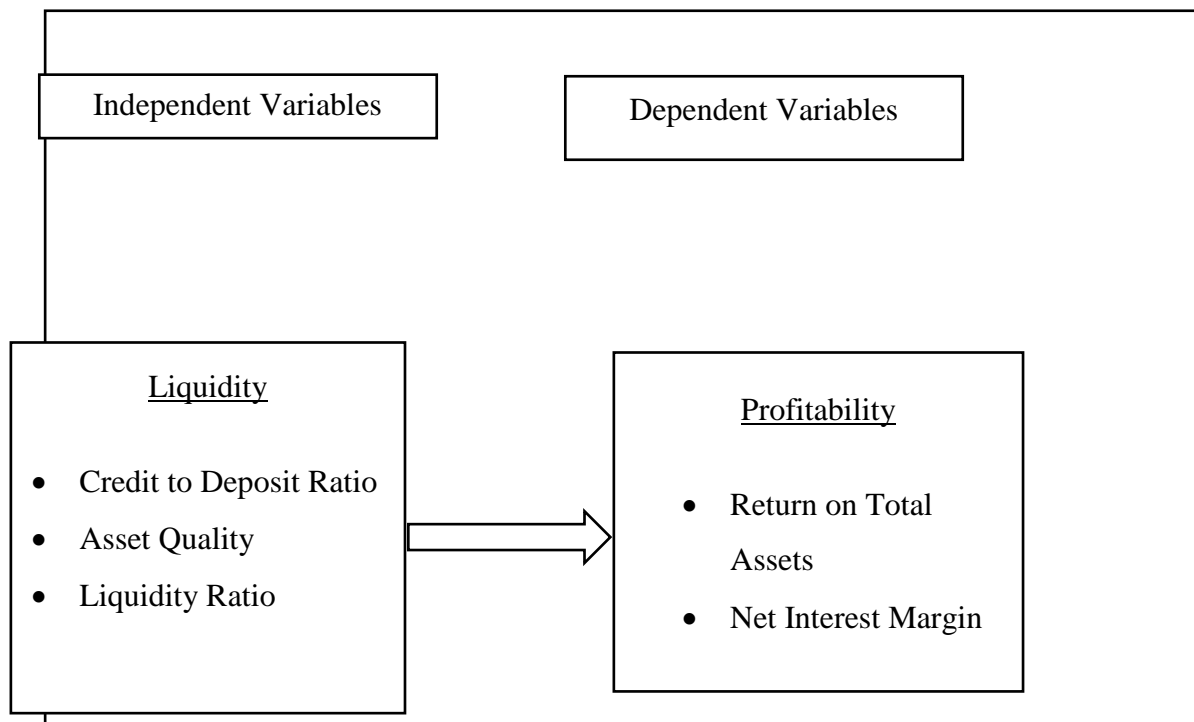 Independent Variables
Dependent Variables
Liquidity
• Credit to Deposit Ratio
• Asset Quality
• Liquidity Ratio
Profitability
• Return on Total
Assets
• Net Interest Margin